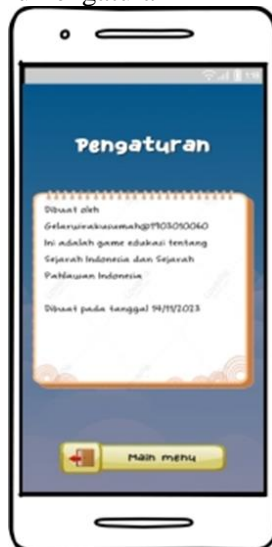 Pengaturan
Dibuat oleh
Gelarwirakusumah@1903010060
Ini adalah game edukasi tentang
Sejarah Indonesia dan Sejarah
Pahlawan Indonesia
Dibuat pada tanggal 14/11/2023
Main menu